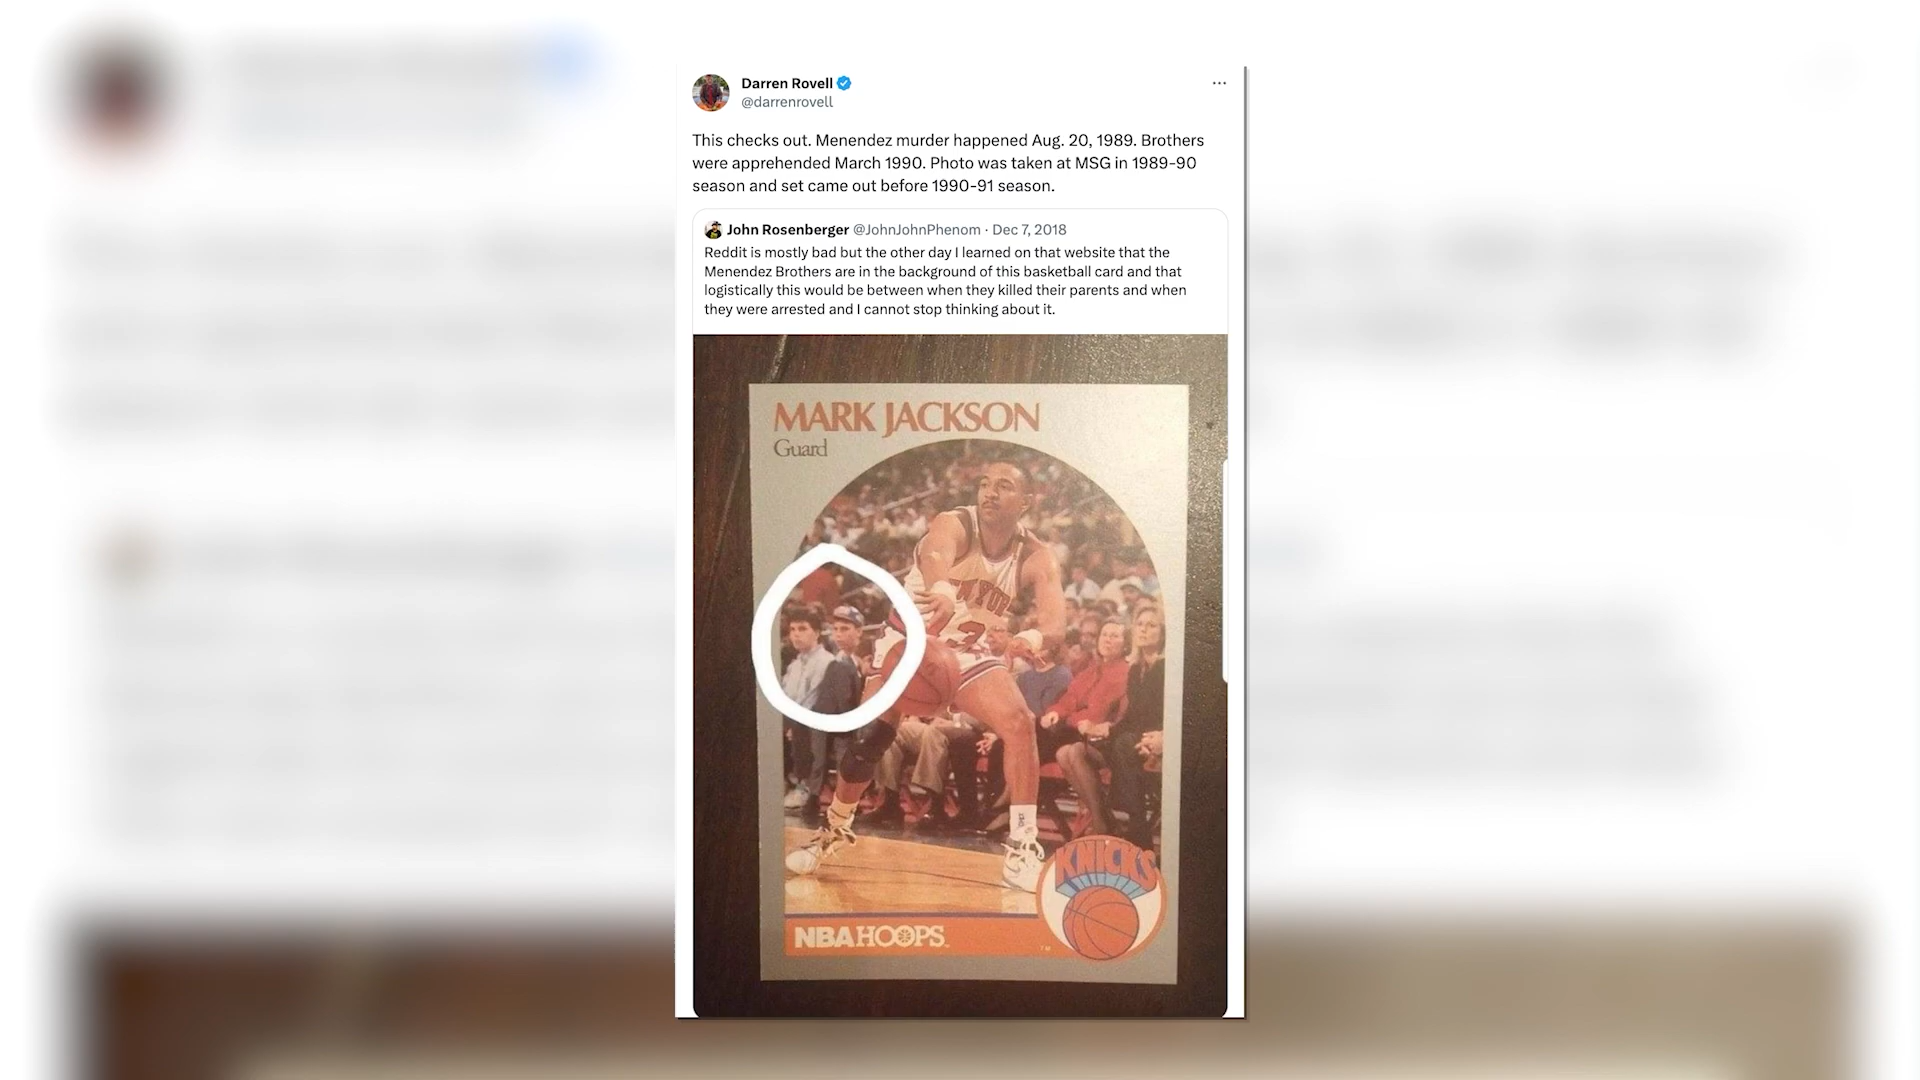 Darren Rovell
@darrenrovell
This checks out. Menendez murder happened Aug. 20, 1989. Brothers
were apprehended March 1990. Photo was taken at MSG in 1989-90
season and set came out before 1990-91 season.
John Rosenberger @JohnJohnPhenom · Dec 7, 2018
Reddit is mostly bad but the other day I learned on that website that the
Menendez Brothers are in the background of this basketball card and that
logistically this would be between when they killed their parents and when
they were arrested and I cannot stop thinking about it.
MARK JACKSON
Guard
NEW YORK
13
KNICKS
NBA HOOPS
TM